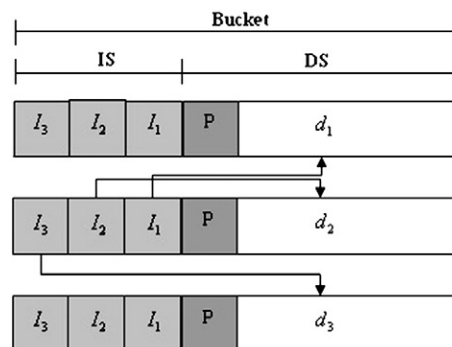 Bucket
IS DS
I3 I2 I1 P d1
I3 I2 I1 P d2
I3 I2 I1 P d3